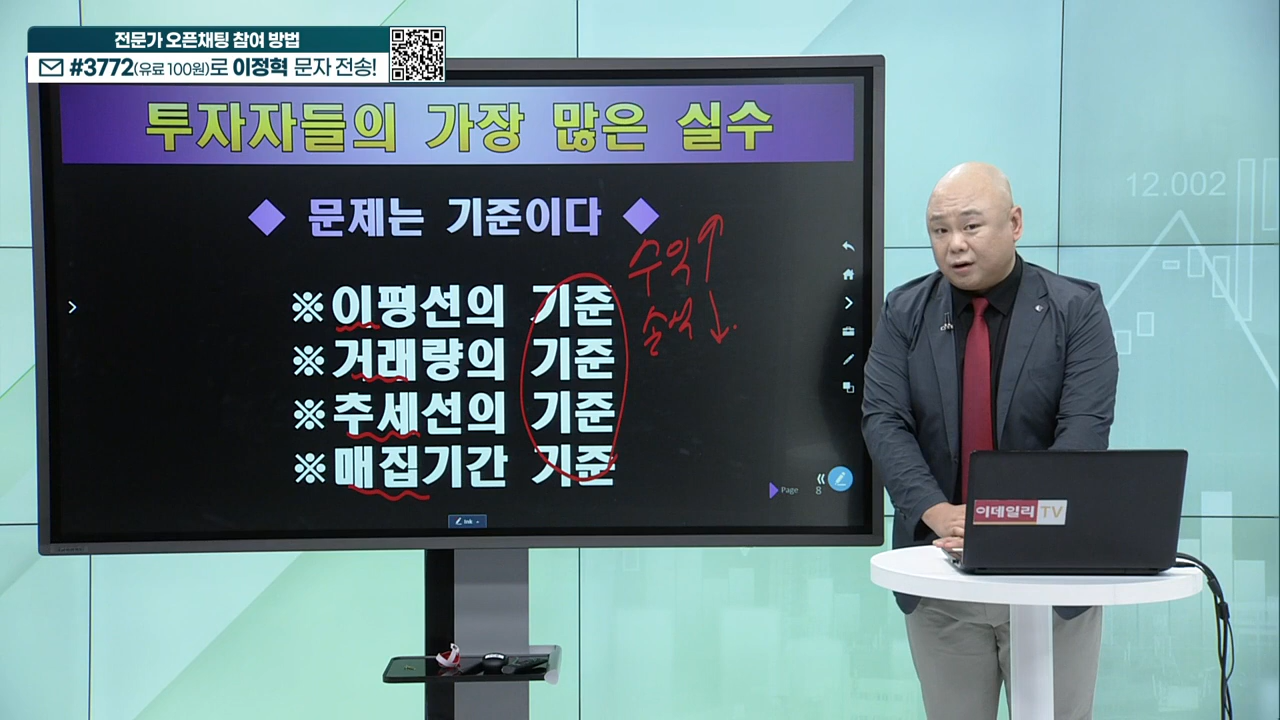 전문가 오픈채팅 참여 방법
#3772(유료 100원)로 이정혁 문자 전송!
투자자들의 가장 많은 실수
◆ 문제는 기준이다 ◆
수익↑
손실↓
※이평선의 기준
※거래량의 기준
※추세선의 기준
※매집기간 기준
Page 8
Ink
이데일리TV
12.002